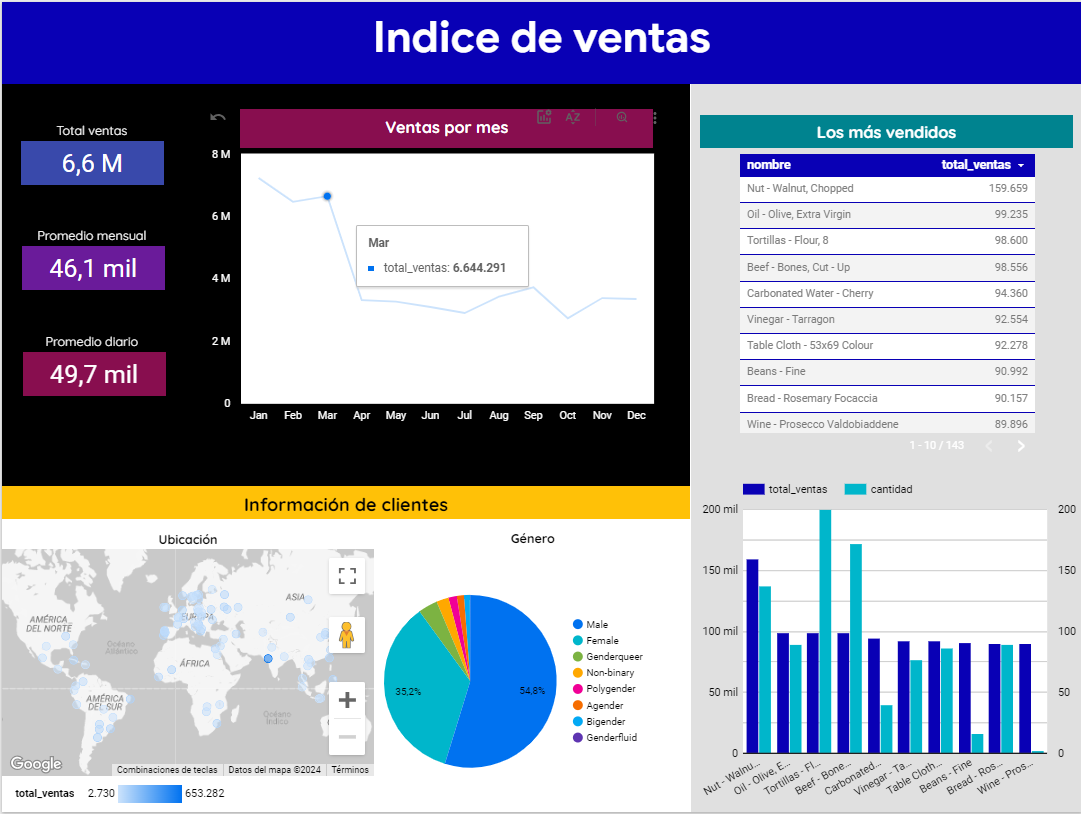 Indice de ventas
Total ventas
6,6 M
Promedio mensual
46,1 mil
Promedio diario
49,7 mil
Ventas por mes
8 M
6 M
4 M
2 M
0
Mar
total_ventas: 6.644.291
Jan Feb Mar Apr May Jun Jul Aug Sep Oct Nov Dec
Los más vendidos
nombre total_ventas
Nut - Walnut, Chopped 159.659
Oil - Olive, Extra Virgin 99.235
Tortillas - Flour, 8 98.600
Beef - Bones, Cut - Up 98.556
Carbonated Water - Cherry 94.360
Vinegar - Tarragon 92.554
Table Cloth - 53x69 Colour 92.278
Beans - Fine 90.992
Bread - Rosemary Focaccia 90.157
Wine - Prosecco Valdobiaddene 89.896
1 - 10 / 143
Información de clientes
Ubicación
AMÉRICA
DEL NORTE
Océano
Atlántico
EUROPA
ASIA
ÁFRICA
AMÉRICA
DEL SUR
Océano
Índico
Google
Combinaciones de teclas Datos del mapa ©2024 Términos
total_ventas 2.730 653.282
Género
35,2%
54,8%
Male
Female
Genderqueer
Non-binary
Polygender
Agender
Bigender
Genderfluid
total_ventas cantidad
200 mil 200
150 mil 150
100 mil 100
50 mil 50
0 0
Nut - Walnu...
Oil - Olive, E...
Tortillas - Fl...
Beef - Bone...
Carbonated...
Vinegar - Ta...
Table Cloth...
Beans - Fine
Bread - Ros...
Wine - Pros...